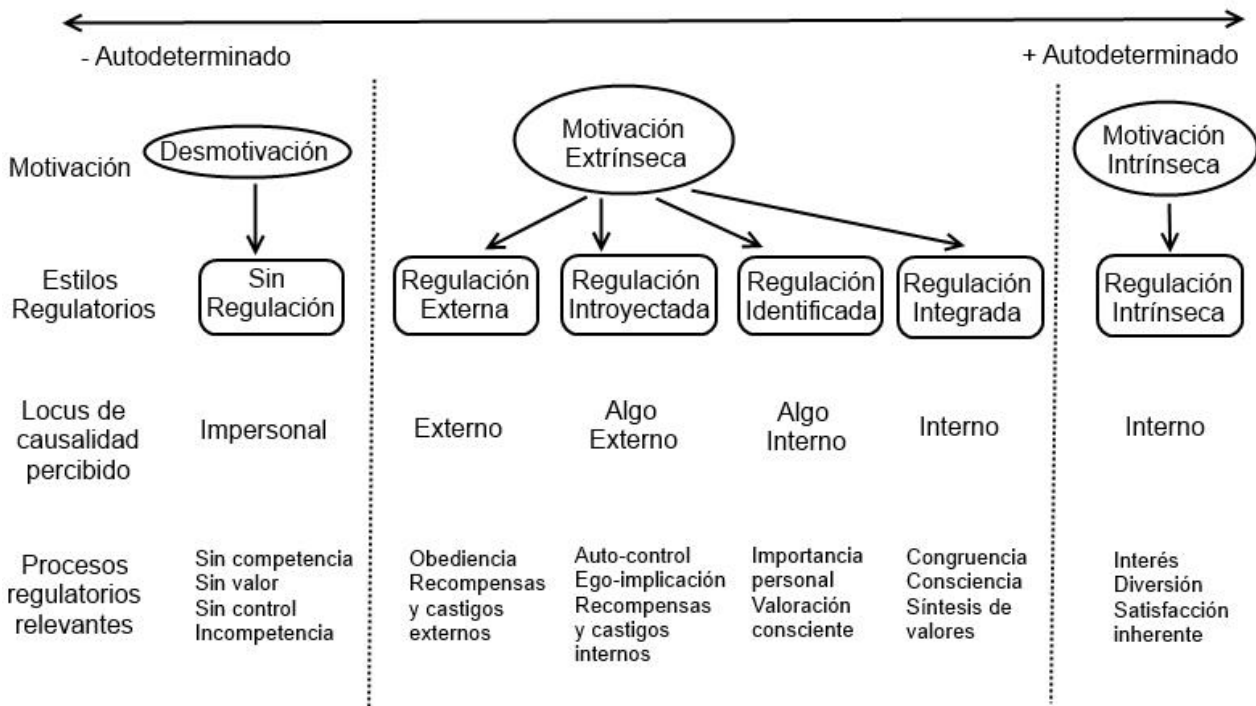 - Autodeterminado
+ Autodeterminado
Motivación
Desmotivación
Motivación
Extrínseca
Motivación
Intrínseca
Estilos
Regulatorios
Sin
Regulación
Regulación
Externa
Regulación
Introyectada
Regulación
Identificada
Regulación
Integrada
Regulación
Intrínseca
Locus de
causalidad
percibido
Impersonal
Externo
Algo
Externo
Algo
Interno
Interno
Interno
Procesos
regulatorios
relevantes
Sin competencia
Sin valor
Sin control
Incompetencia
Obediencia
Recompensas
y castigos
externos
Auto-control
Ego-implicación
Recompensas
y castigos
internos
Importancia
personal
Valoración
consciente
Congruencia
Consciencia
Síntesis de
valores
Interés
Diversión
Satisfacción
inherente